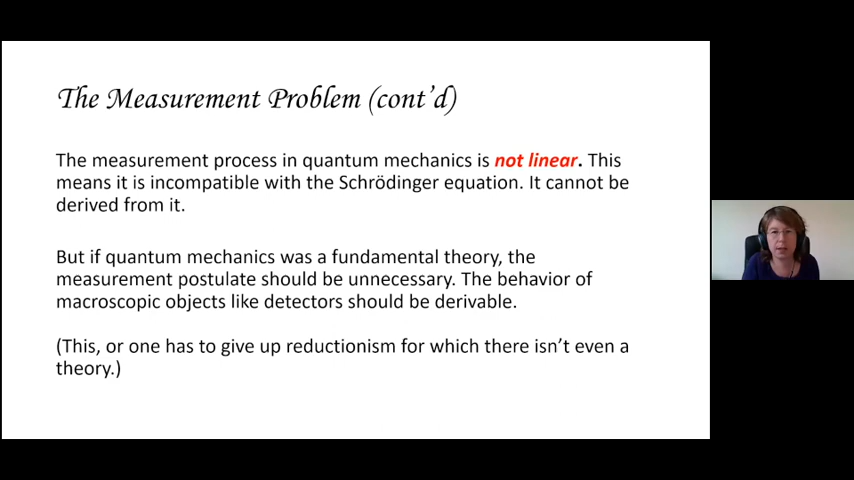 The Measurement Problem (cont’d)
The measurement process in quantum mechanics is not linear. This
means it is incompatible with the Schrödinger equation. It cannot be
derived from it.
But if quantum mechanics was a fundamental theory, the
measurement postulate should be unnecessary. The behavior of
macroscopic objects like detectors should be derivable.
(This, or one has to give up reductionism for which there isn’t even a
theory.)